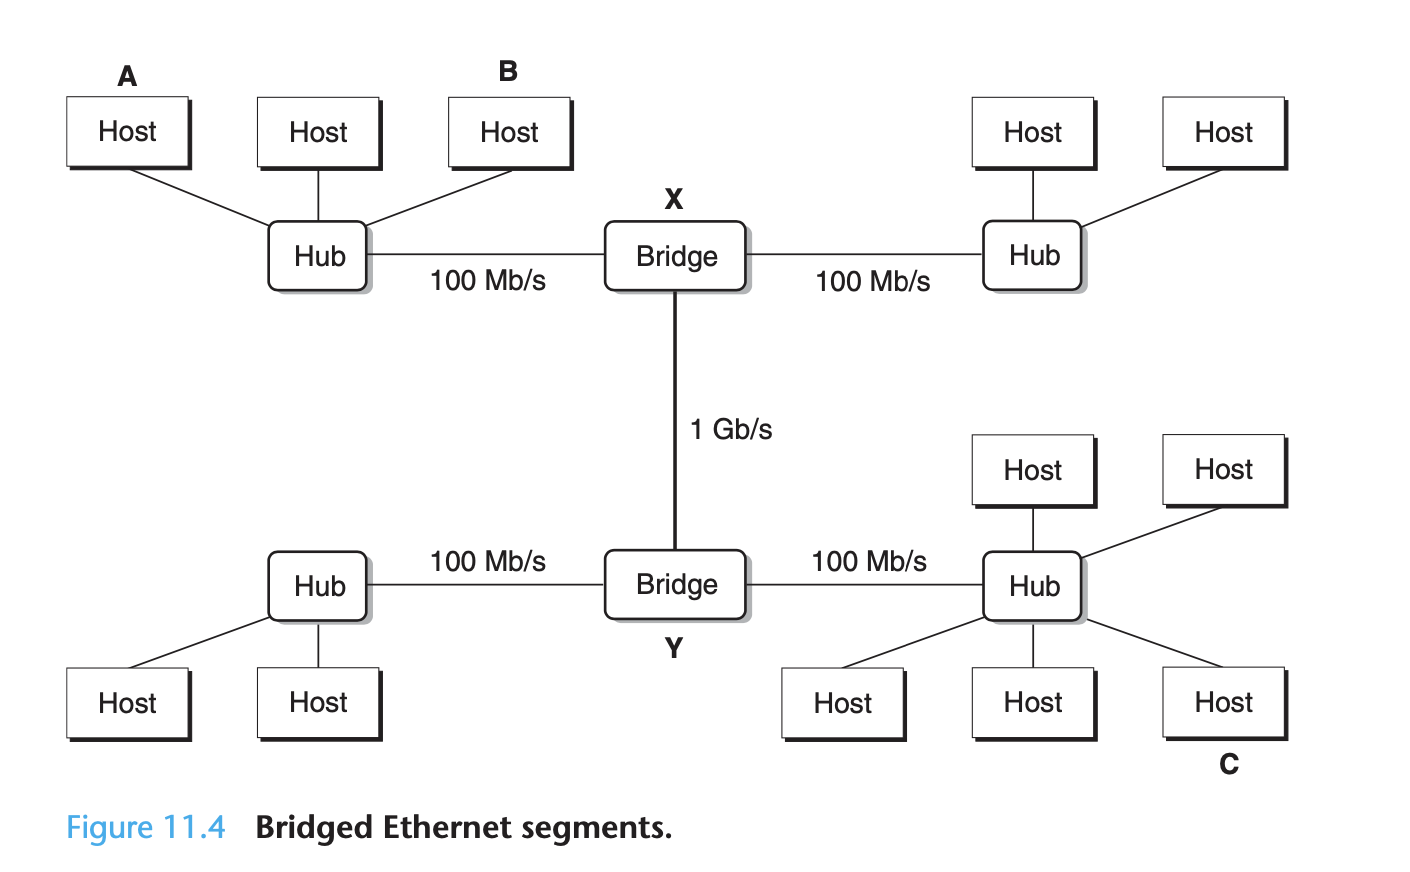 A
B
Host Host Host Host Host
X
Hub Bridge Hub
100 Mb/s 100 Mb/s
1 Gb/s
Host Host
100 Mb/s 100 Mb/s
Hub Bridge Hub
Y
Host Host Host Host Host
C
Figure 11.4 Bridged Ethernet segments.